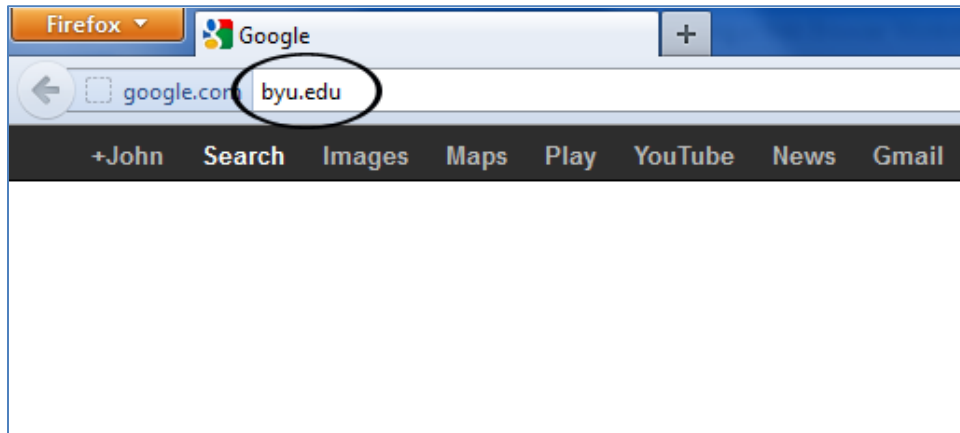 Firefox
Google
+
google.com byu.edu
+John Search Images Maps Play YouTube News Gmail